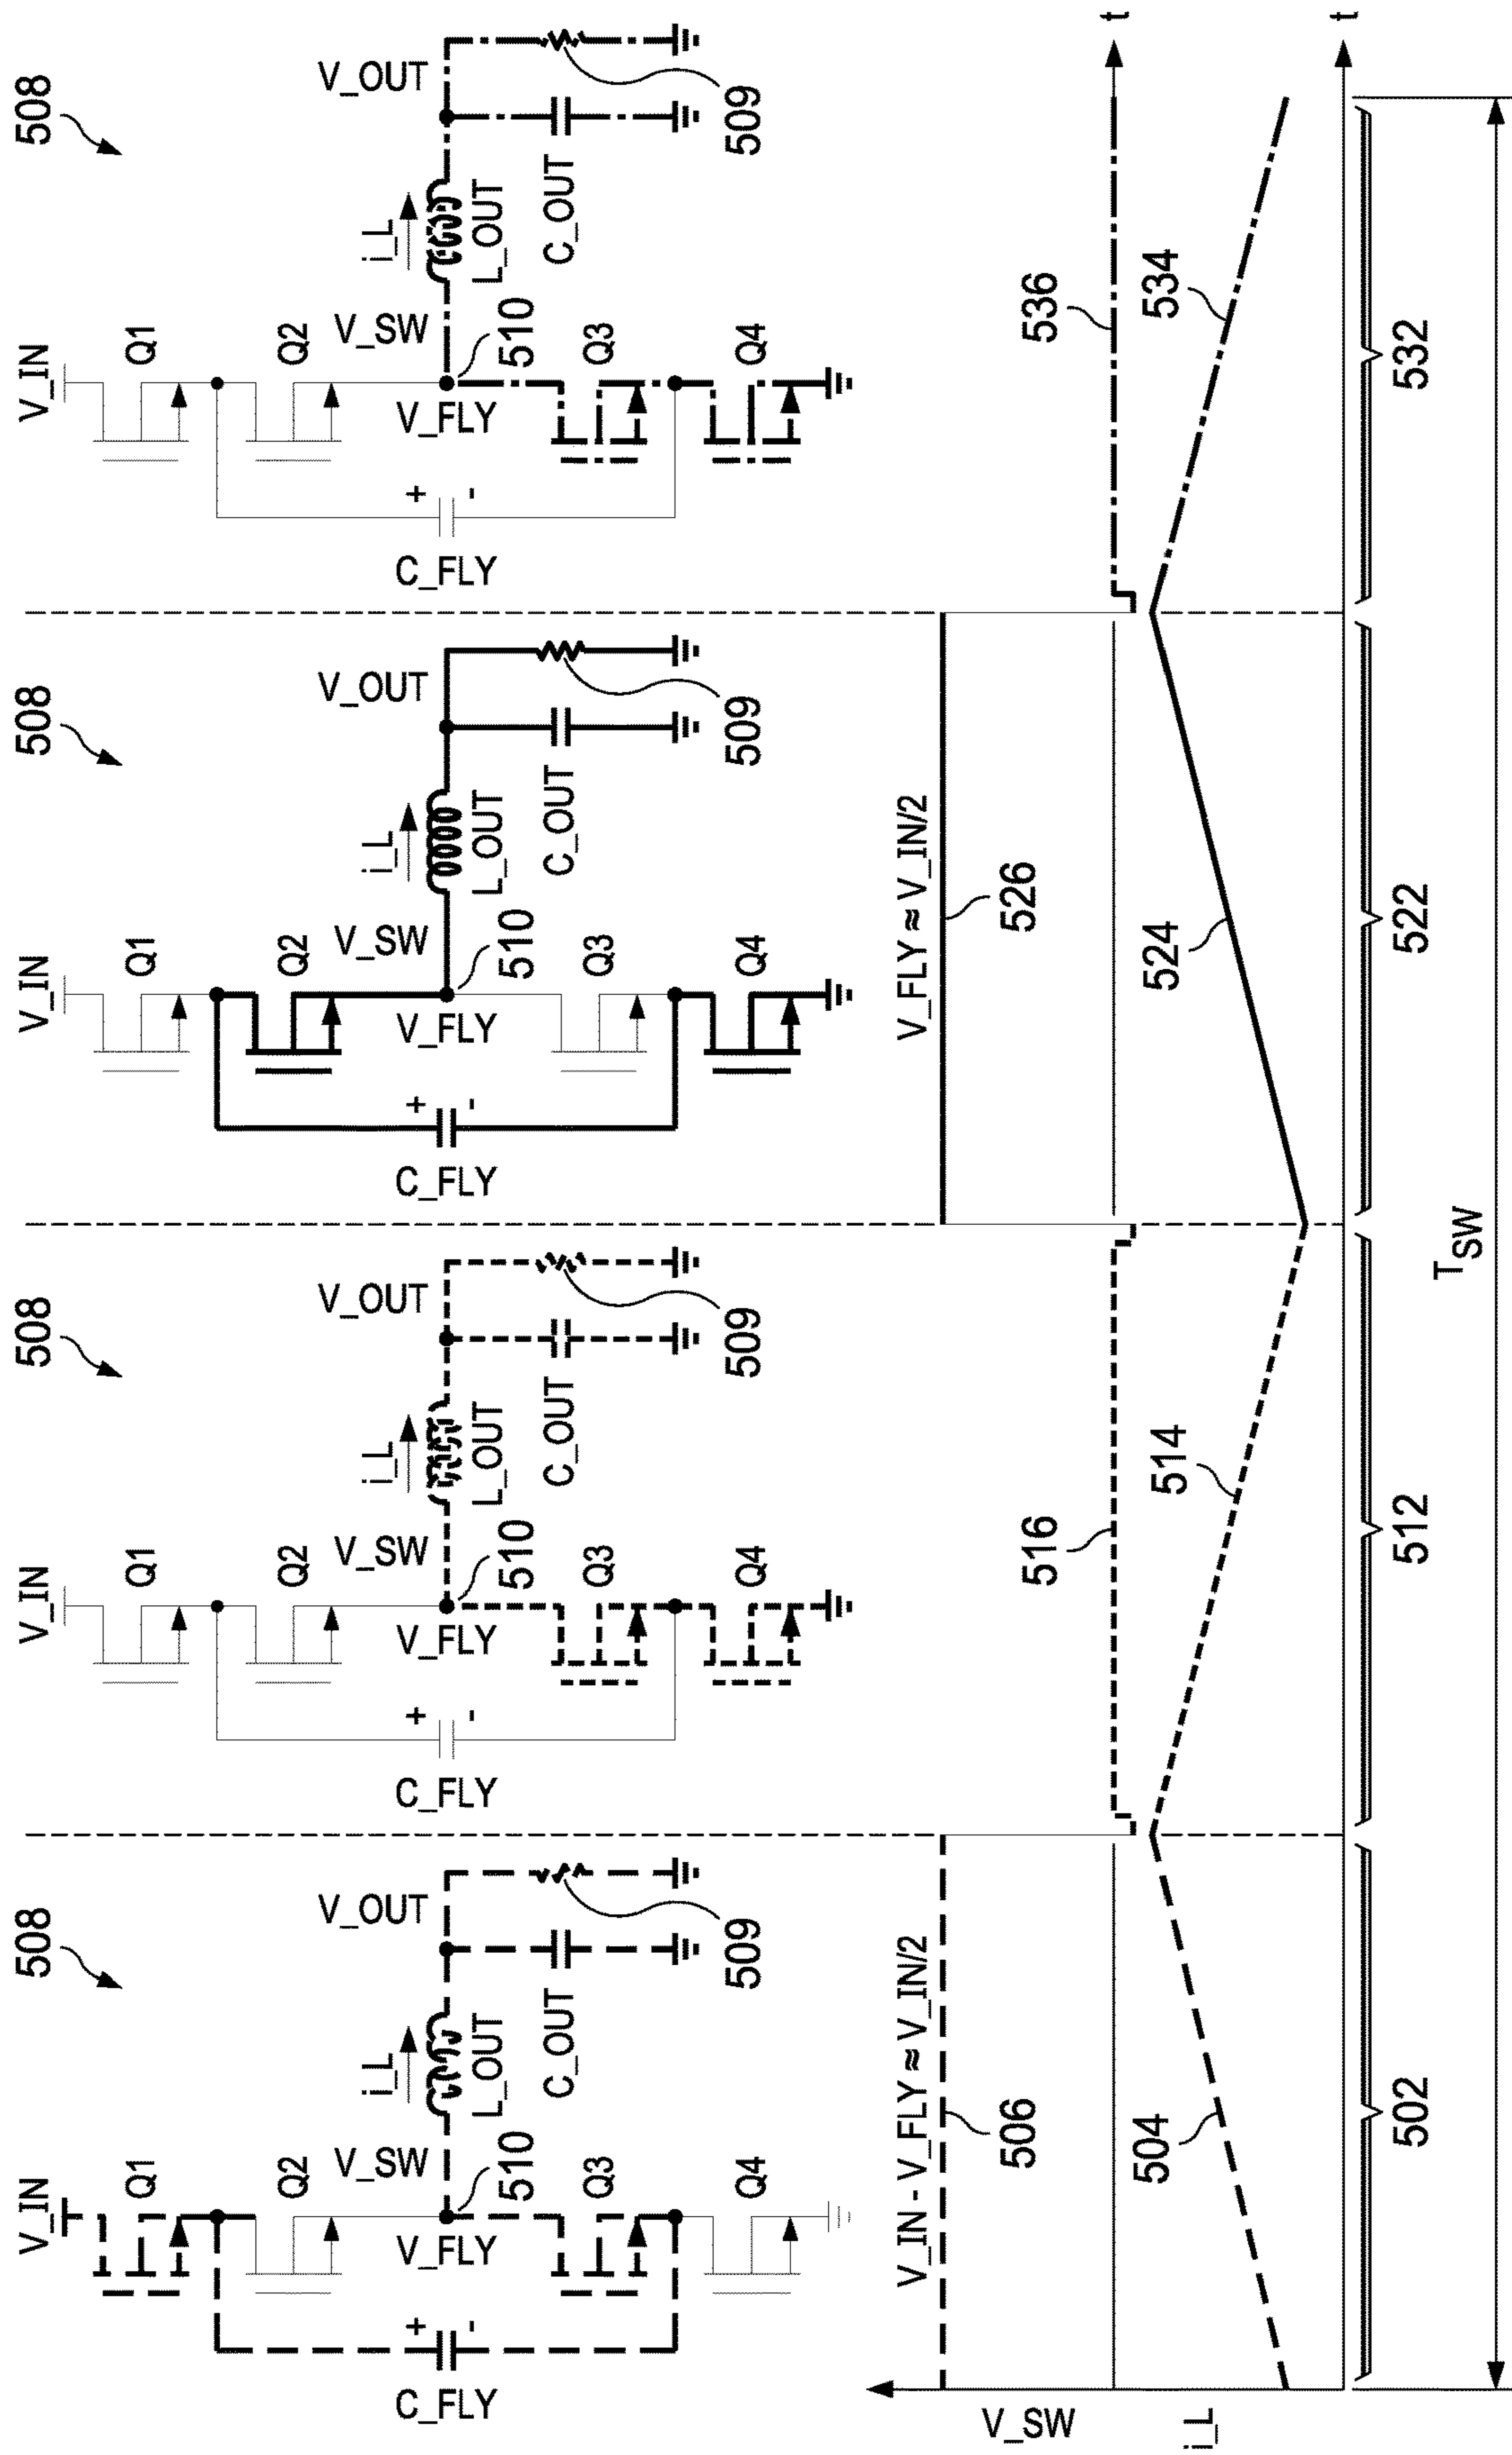 508
V_IN
Q1
Q2
V_SW
i_L
V_OUT
L_OUT
C_OUT
V_FLY
510
Q3
Q4
C_FLY
509
508
V_IN
Q1
Q2
V_SW
i_L
V_OUT
L_OUT
C_OUT
V_FLY
510
Q3
Q4
C_FLY
509
508
V_IN
Q1
Q2
V_SW
i_L
V_OUT
L_OUT
C_OUT
V_FLY
510
Q3
Q4
C_FLY
509
508
V_IN
Q1
Q2
V_SW
i_L
V_OUT
L_OUT
C_OUT
V_FLY
510
Q3
Q4
C_FLY
509
+
-
+
-
+
-
+
-
V_IN - V_FLY ≈ V_IN/2
V_FLY ≈ V_IN/2
V_SW
506
516
526
536
t
i_L
504
514
524
534
t
502
512
522
532
TSW